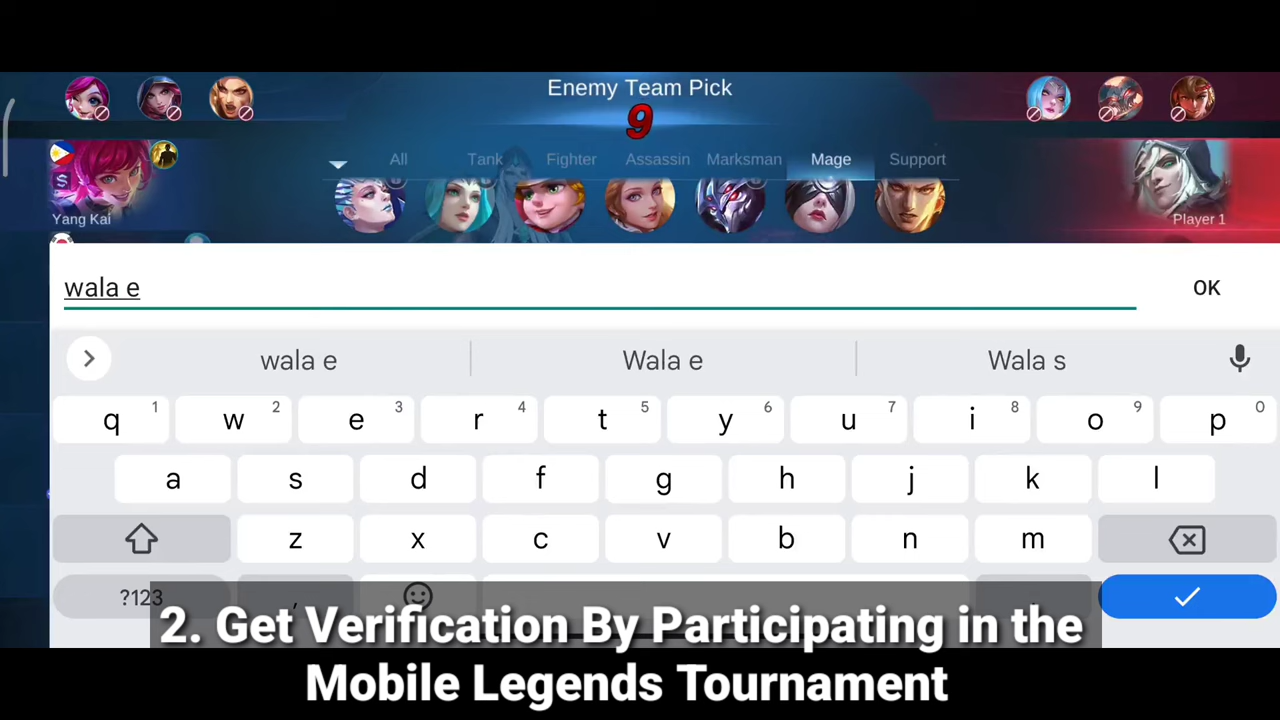 Enemy Team Pick
9
All Tank Fighter Assassin Marksman Mage Support
Yang Kai
Player 1
wala e
OK
wala e Wala e Wala s
q 1 w 2 e 3 r 4 t 5 y 6 u 7 i 8 o 9 p 0
a s d f g h j k l
z x c v b n m
?123 ,
2. Get Verification By Participating in the
Mobile Legends Tournament